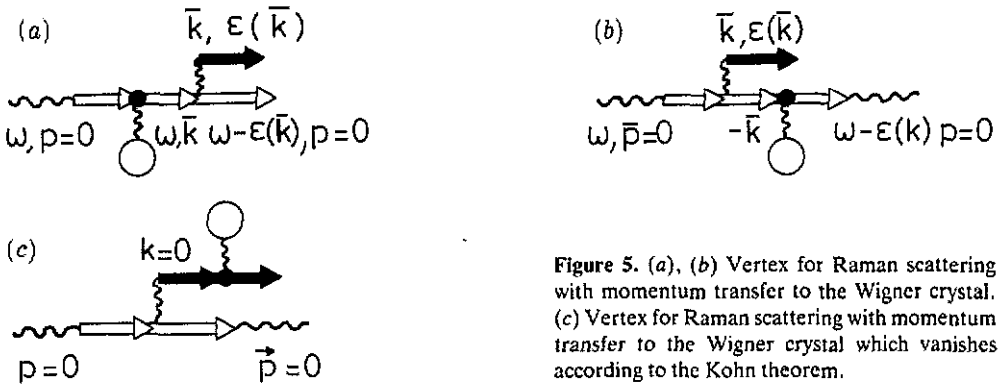 (a)
k̄, ε(k̄)
ω, p=0
ω,k̄ ω-ε(k̄), p=0
(b)
k̄,ε(k̄)
ω,p̄=0
-k̄
ω-ε(k) p=0
(c)
k=0
p=0
p⃗=0
Figure 5. (a), (b) Vertex for Raman scattering
with momentum transfer to the Wigner crystal.
(c) Vertex for Raman scattering with momentum
transfer to the Wigner crystal which vanishes
according to the Kohn theorem.